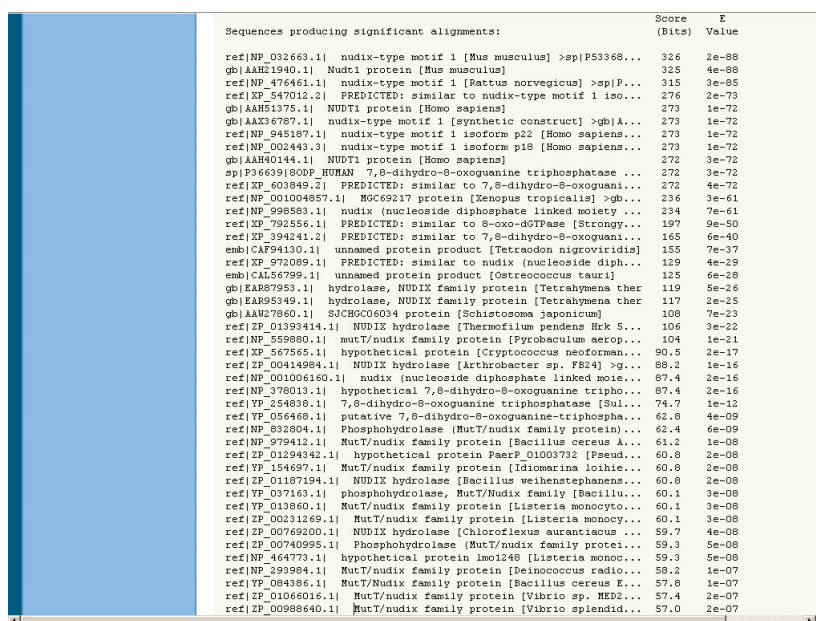 Score E
Sequences producing significant alignments: (Bits) Value
ref|NP_032663.1| nudix-type motif 1 [Mus musculus] >sp|P53368... 326 2e-88
gb|AAH21940.1| Nudt1 protein [Mus musculus] 325 4e-88
ref|NP_476461.1| nudix-type motif 1 [Rattus norvegicus] >sp|P... 315 3e-85
ref|XP_547012.2| PREDICTED: similar to nudix-type motif 1 iso... 276 2e-73
gb|AAH51375.1| NUDT1 protein [Homo sapiens] 273 1e-72
gb|AAX36787.1| nudix-type motif 1 [synthetic construct] >gb|A... 273 1e-72
ref|NP_945187.1| nudix-type motif 1 isoform p22 [Homo sapiens... 273 1e-72
ref|NP_002443.3| nudix-type motif 1 isoform p18 [Homo sapiens... 273 1e-72
gb|AAH40144.1| NUDT1 protein [Homo sapiens] 272 3e-72
sp|P36639|8ODP_HUMAN 7,8-dihydro-8-oxoguanine triphosphatase ... 272 3e-72
ref|XP_603849.2| PREDICTED: similar to 7,8-dihydro-8-oxoguani... 272 4e-72
ref|NP_001004857.1| MGC69217 protein [Xenopus tropicalis] >gb... 236 3e-61
ref|NP_998583.1| nudix (nucleoside diphosphate linked moiety ... 234 7e-61
ref|XP_792556.1| PREDICTED: similar to 8-oxo-dGTPase [Strongy... 197 9e-50
ref|XP_394241.2| PREDICTED: similar to 7,8-dihydro-8-oxoguani... 165 6e-40
emb|CAF94130.1| unnamed protein product [Tetraodon nigroviridis] 155 7e-37
ref|XP_972089.1| PREDICTED: similar to nudix (nucleoside diph... 129 4e-29
emb|CAL56799.1| unnamed protein product [Ostreococcus tauri] 125 6e-28
gb|EAR87953.1| hydrolase, NUDIX family protein [Tetrahymena ther 119 5e-26
gb|EAR95349.1| hydrolase, NUDIX family protein [Tetrahymena ther 117 2e-25
gb|AAW27860.1| SJCHGC06034 protein [Schistosoma japonicum] 108 7e-23
ref|ZP_01393414.1| NUDIX hydrolase [Thermofilum pendens Hrk 5... 106 3e-22
ref|NP_559880.1| mutT/nudix family protein [Pyrobaculum aerop... 104 1e-21
ref|XP_567565.1| hypothetical protein [Cryptococcus neoforman... 90.5 2e-17
ref|ZP_00414984.1| NUDIX hydrolase [Arthrobacter sp. FB24] >g... 88.2 1e-16
ref|NP_001006160.1| nudix (nucleoside diphosphate linked moie... 87.4 2e-16
ref|NP_378013.1| hypothetical 7,8-dihydro-8-oxoguanine tripho... 87.4 2e-16
ref|YP_254838.1| 7,8-dihydro-8-oxoguanine triphosphatase [Sul... 74.7 1e-12
ref|YP_056468.1| putative 7,8-dihydro-8-oxoguanine-triphospha... 62.8 4e-09
ref|NP_832804.1| Phosphohydrolase (MutT/nudix family protein)... 62.4 6e-09
ref|NP_979412.1| MutT/nudix family protein [Bacillus cereus A... 61.2 1e-08
ref|ZP_01294342.1| hypothetical protein PaerP_01003732 [Pseud... 60.8 2e-08
ref|YP_154697.1| MutT/nudix family protein [Idiomarina loihie... 60.8 2e-08
ref|ZP_01187194.1| NUDIX hydrolase [Bacillus weihenstephanens... 60.8 2e-08
ref|YP_037163.1| phosphohydrolase, MutT/Nudix family [Bacillu... 60.1 3e-08
ref|YP_013860.1| MutT/nudix family protein [Listeria monocyto... 60.1 3e-08
ref|ZP_00231269.1| MutT/nudix family protein [Listeria monocy... 60.1 3e-08
ref|ZP_00769200.1| NUDIX hydrolase [Chloroflexus aurantiacus ... 59.7 4e-08
ref|ZP_00740995.1| Phosphohydrolase (MutT/nudix family protei... 59.3 5e-08
ref|NP_464773.1| hypothetical protein lmo1248 [Listeria monoc... 59.3 5e-08
ref|NP_293984.1| MutT/nudix family protein [Deinococcus radio... 58.2 1e-07
ref|YP_084386.1| MutT/nudix family protein [Bacillus cereus E... 57.8 1e-07
ref|ZP_01066016.1| MutT/nudix family protein [Vibrio sp. MED2... 57.4 2e-07
ref|ZP_00988640.1| MutT/nudix family protein [Vibrio splendid... 57.0 2e-07